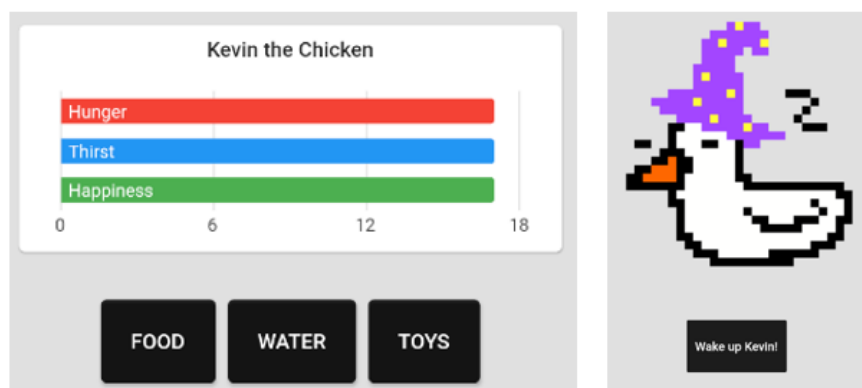 Kevin the Chicken
Hunger
Thirst
Happiness
0 6 12 18
FOOD WATER TOYS
Z
Wake up Kevin!